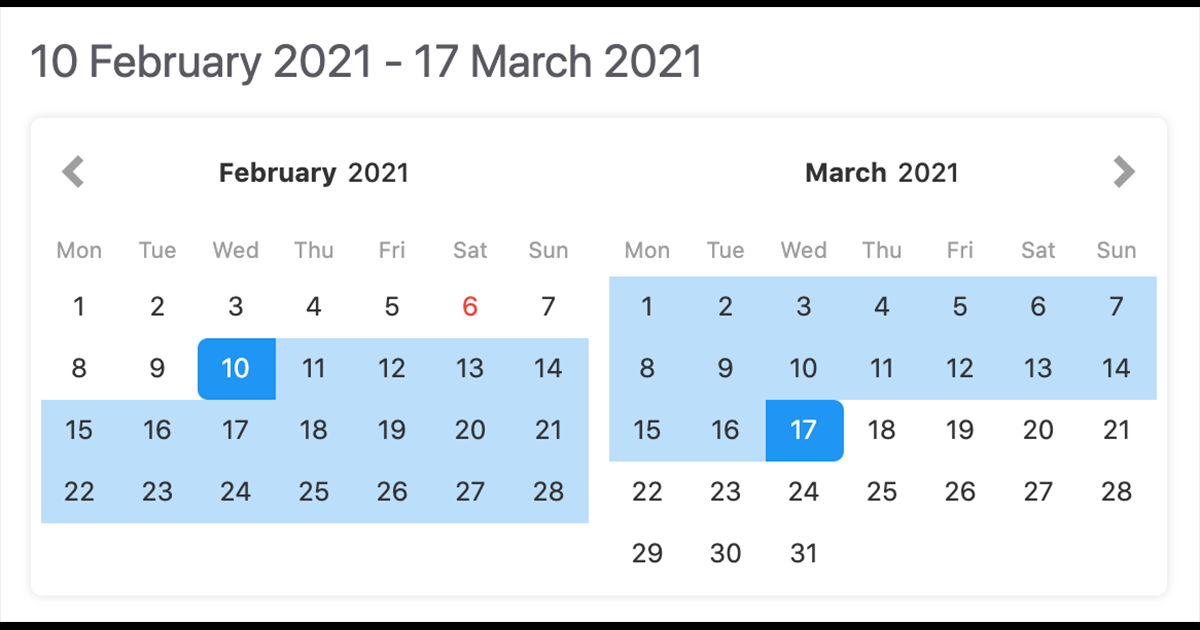 10 February 2021 - 17 March 2021
February 2021
Mon Tue Wed Thu Fri Sat Sun
1 2 3 4 5 6 7
8 9 10 11 12 13 14
15 16 17 18 19 20 21
22 23 24 25 26 27 28
March 2021
Mon Tue Wed Thu Fri Sat Sun
1 2 3 4 5 6 7
8 9 10 11 12 13 14
15 16 17 18 19 20 21
22 23 24 25 26 27 28
29 30 31